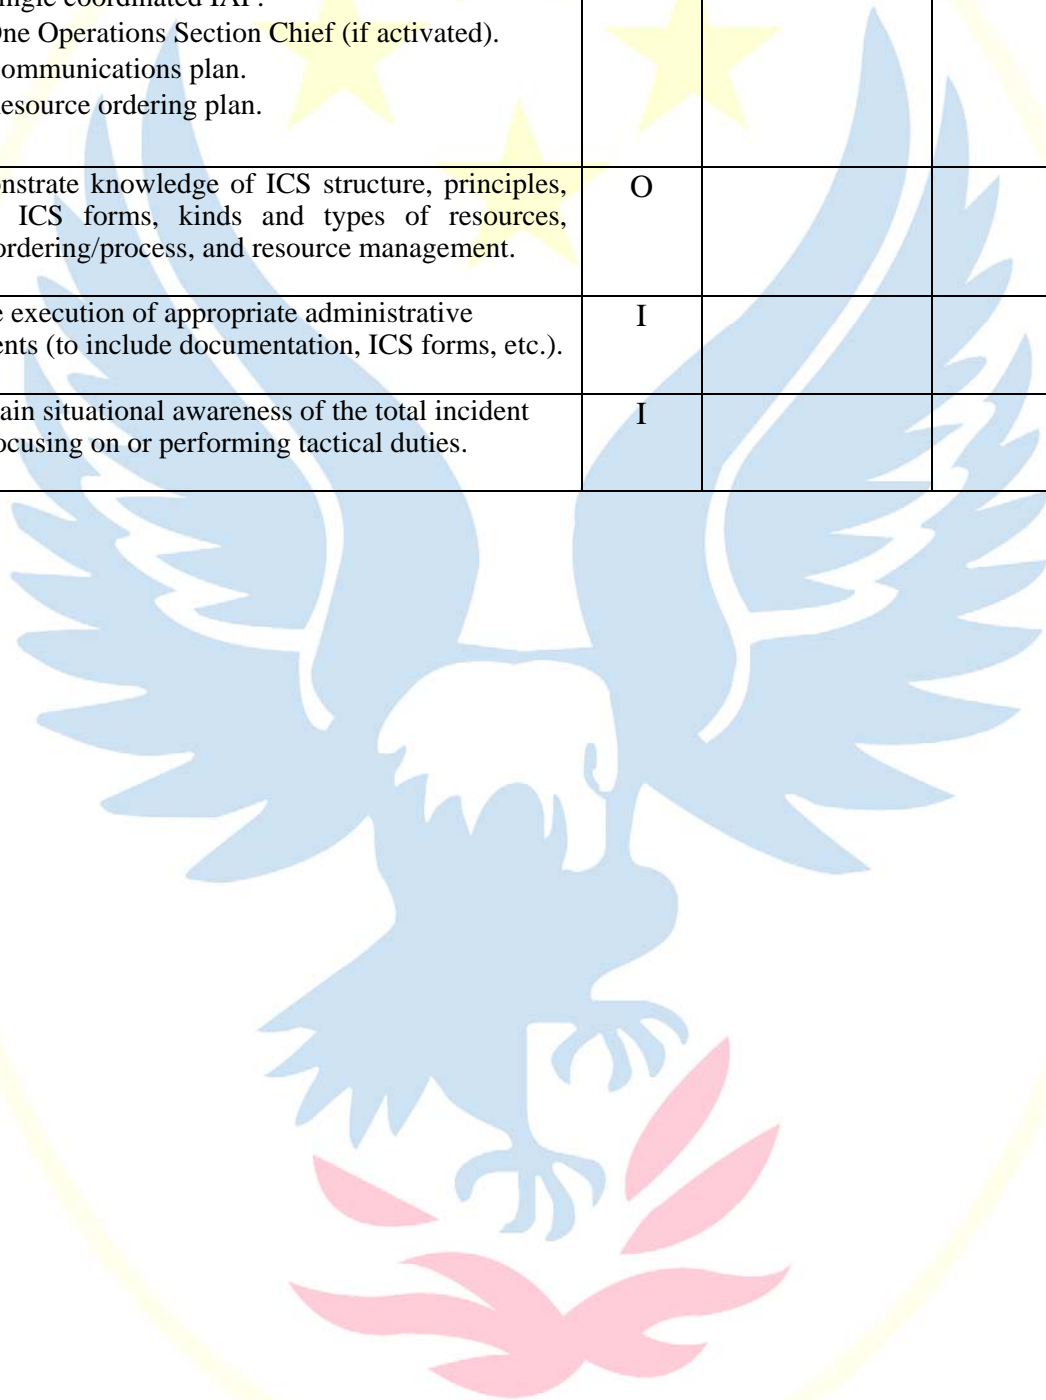 ngle coordinated IAP.
One Operations Section Chief (if activated).
ommunications plan.
esource ordering plan.
onstrate knowledge of ICS structure, principles,
ICS forms, kinds and types of resources,
ordering/process, and resource management.
O
e execution of appropriate administrative
ents (to include documentation, ICS forms, etc.).
I
ain situational awareness of the total incident
ocusing on or performing tactical duties.
I